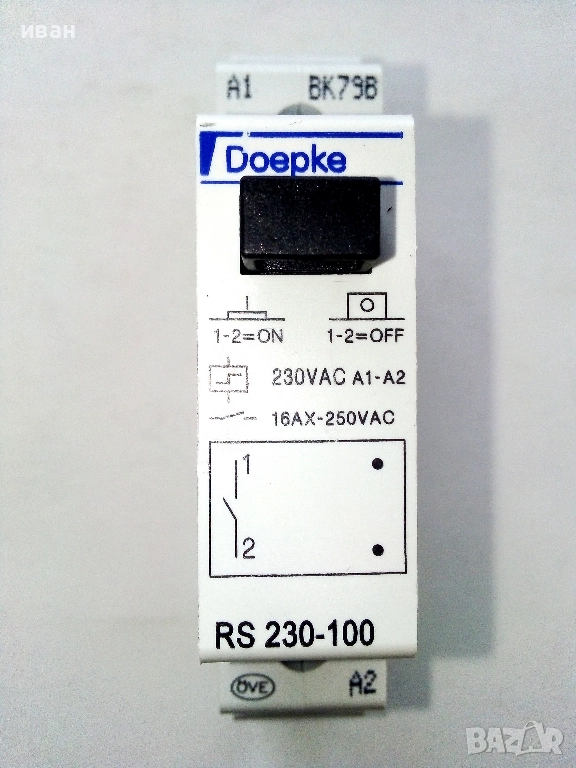 иван
A1 BK79B
Doepke
1-2=ON 1-2=OFF
230VAC A1-A2
16AX-250VAC
1
2
RS 230-100
ÖVE A2
BAZAR